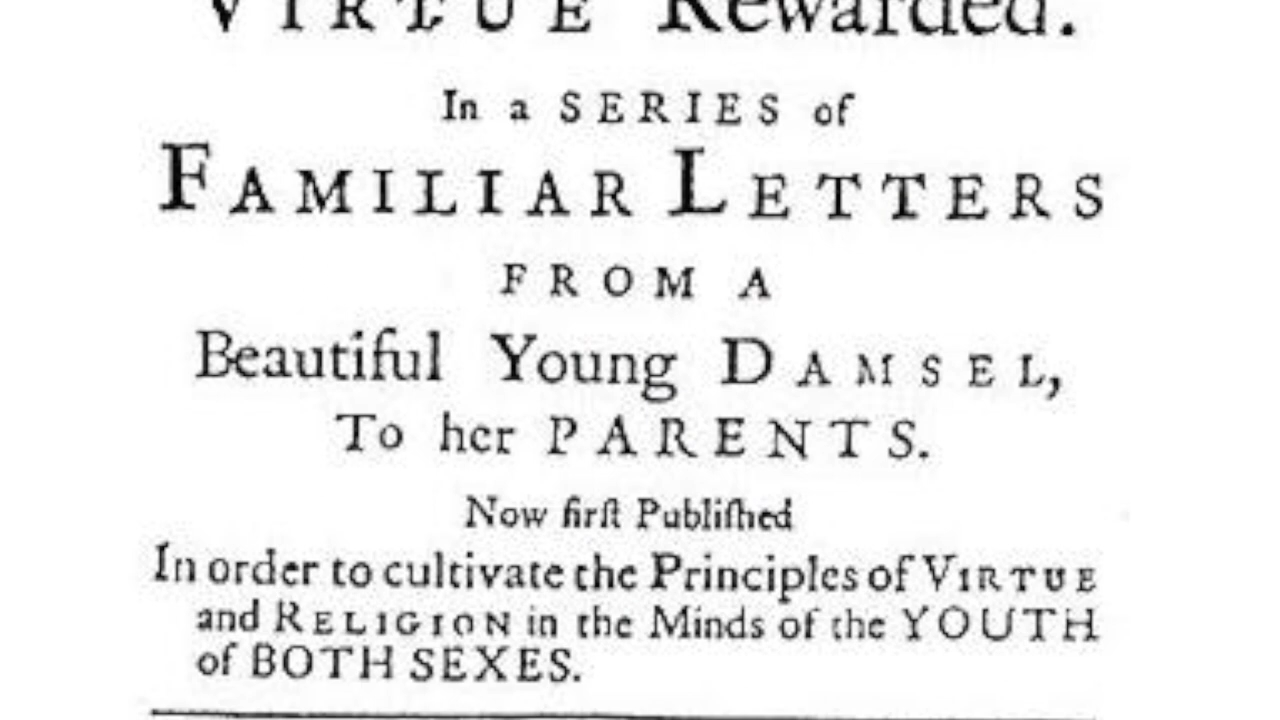 VIRTUE Rewarded.
In a SERIES of
FAMILIAR LETTERS
FROM A
Beautiful Young DAMSEL,
To her PARENTS.
Now firſt Publiſhed
In order to cultivate the Principles of VIRTUE
and RELIGION in the Minds of the YOUTH
of BOTH SEXES.